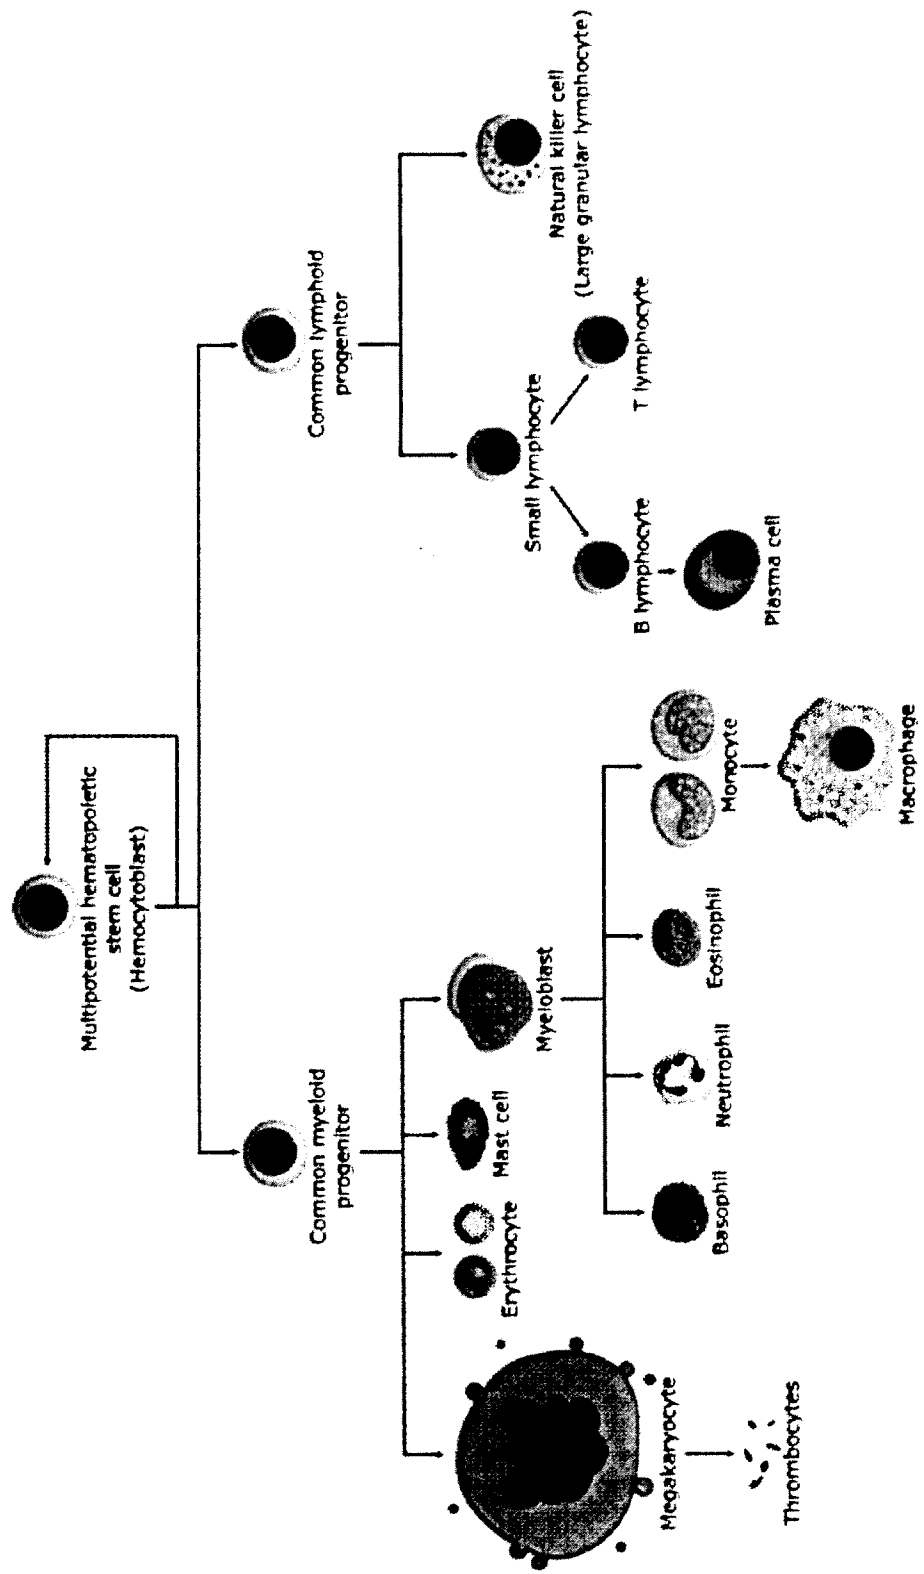 Multipotential hematopoietic
stem cell
(Hemocytoblast)
Common myeloid
progenitor
Common lymphoid
progenitor
Megakaryocyte
Thrombocytes
Erythrocyte
Mast cell
Myeloblast
Basophil
Neutrophil
Eosinophil
Monocyte
Macrophage
Small lymphocyte
Natural killer cell
(Large granular lymphocyte)
B lymphocyte
T lymphocyte
Plasma cell